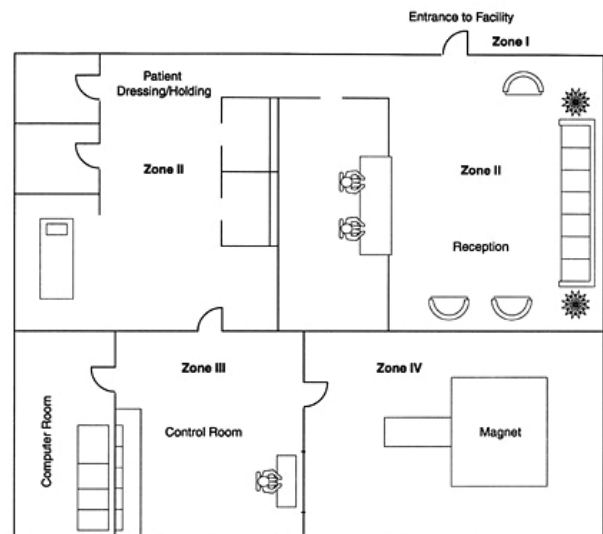 Entrance to Facility
Zone I
Patient
Dressing/Holding
Zone II
Zone II
Reception
Zone III
Zone IV
Computer Room
Control Room
Magnet